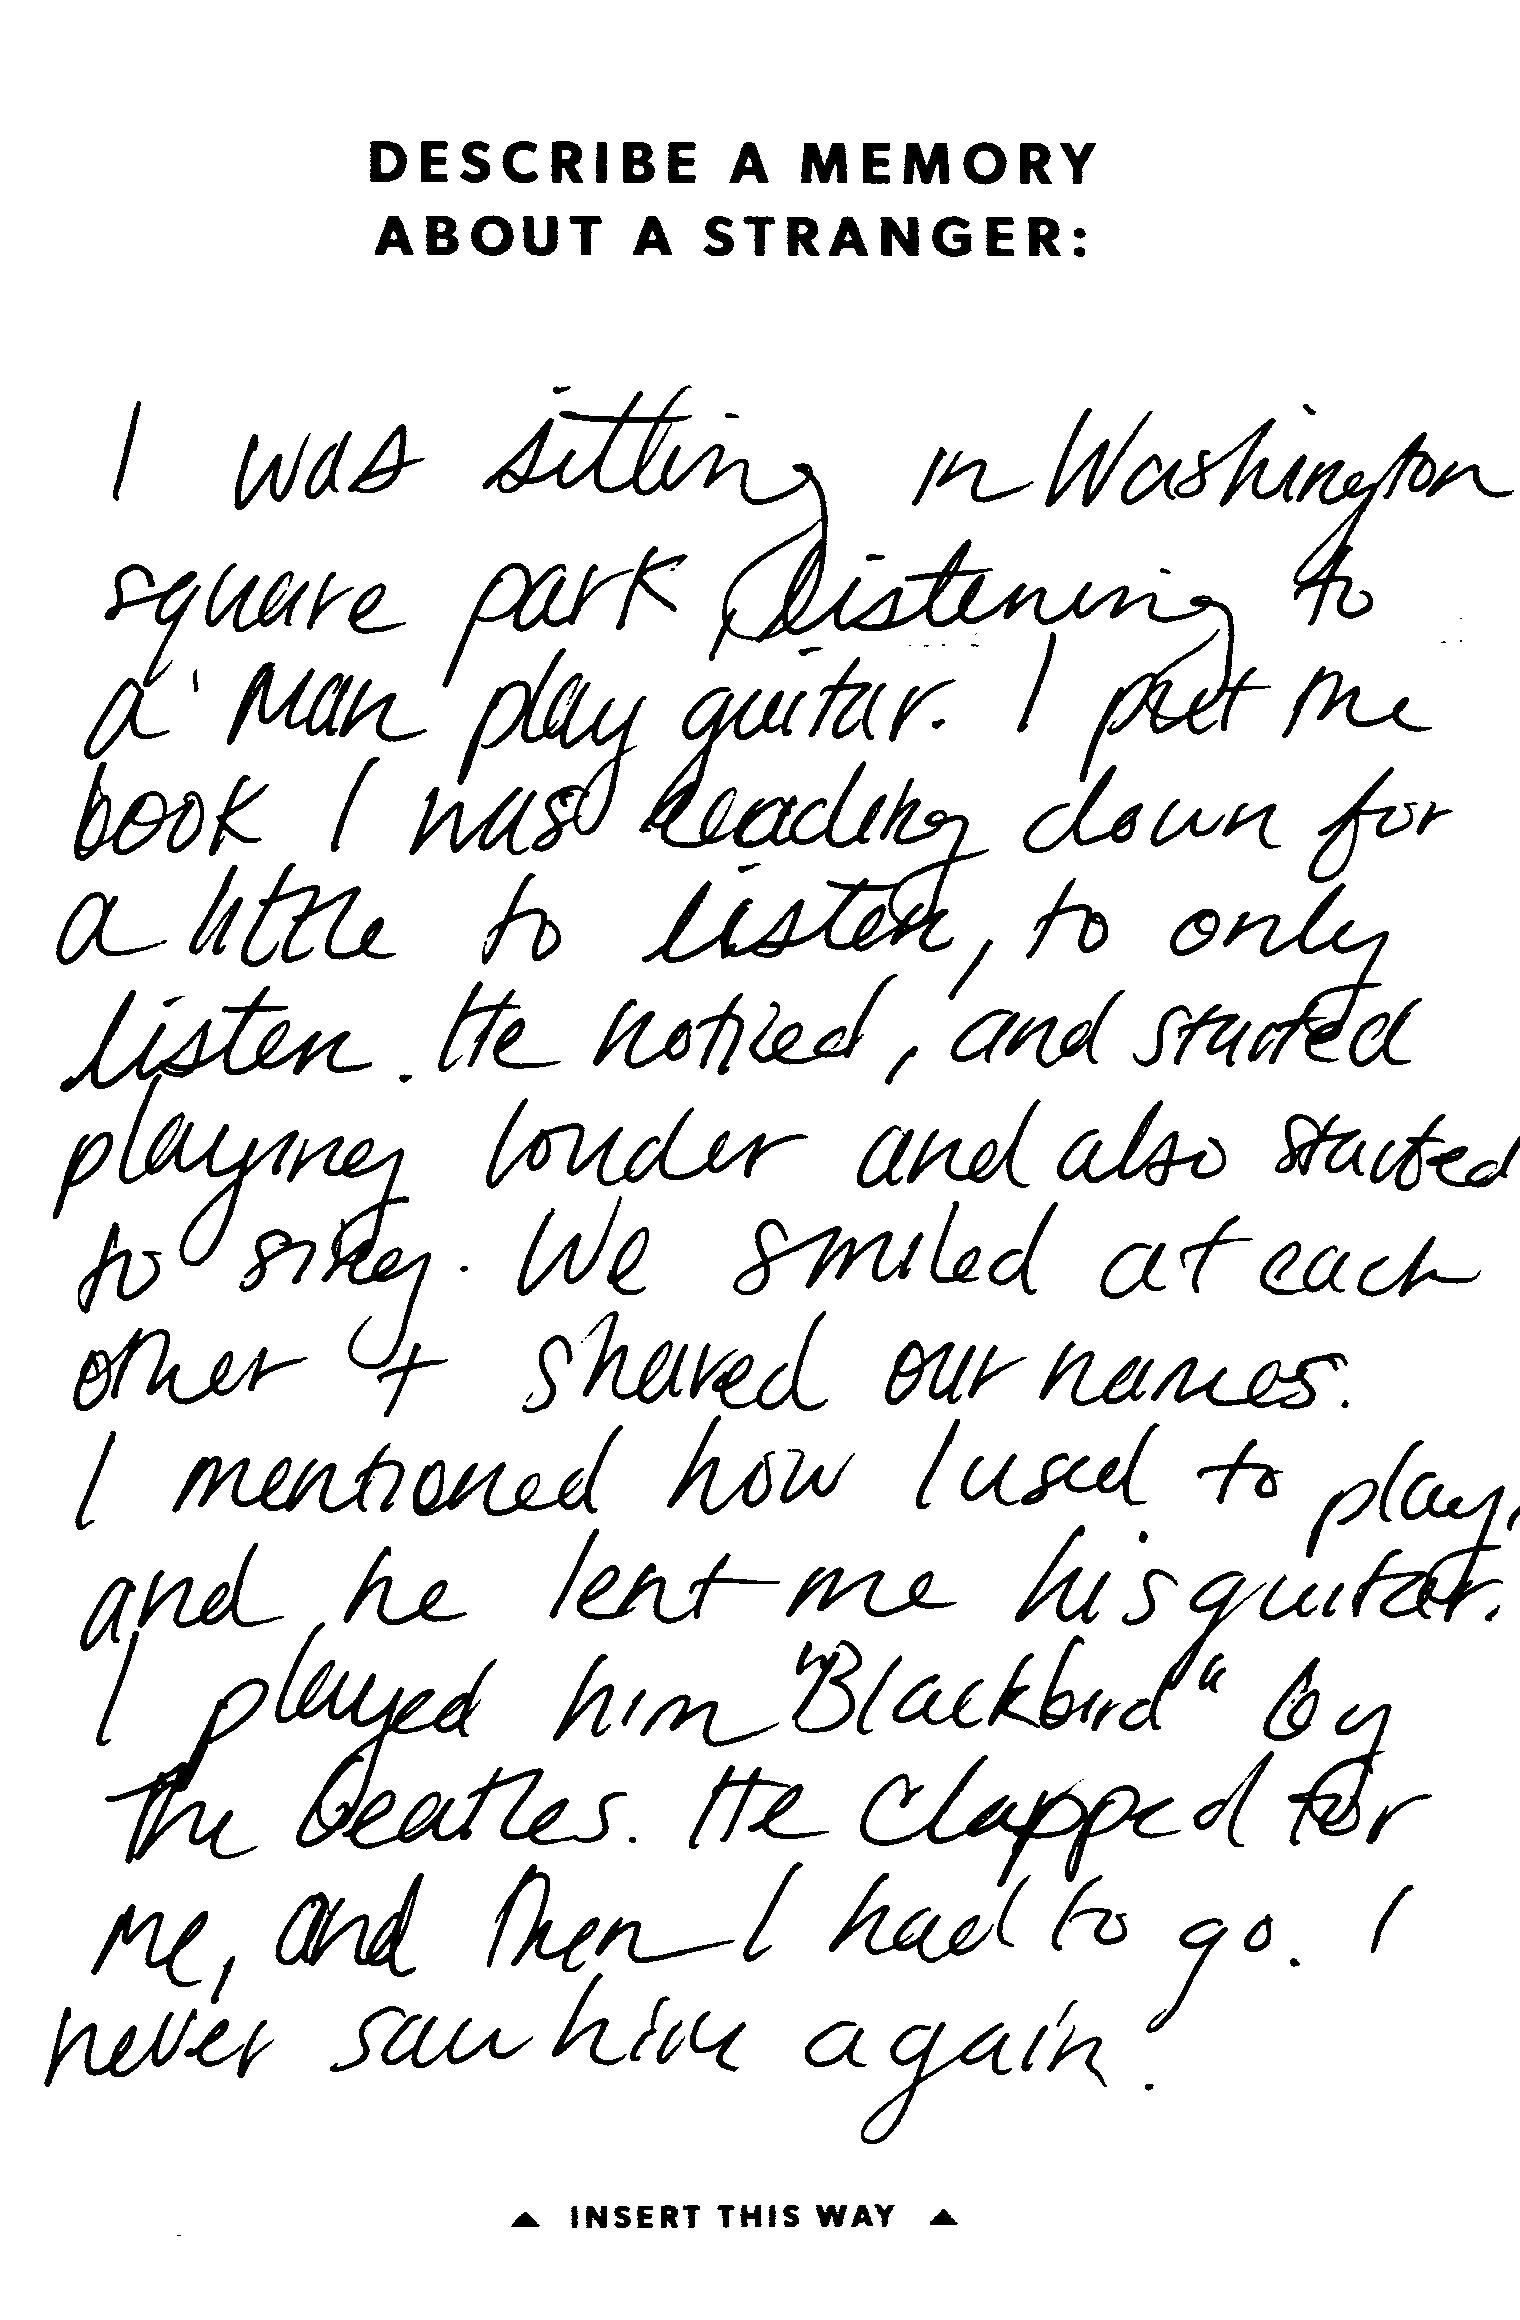 DESCRIBE A MEMORY
ABOUT A STRANGER:
I was sitting in Washington
square park listening to
a man play guitar. I put the
book I was reading down for
a little to listen, to only
listen. He noticed, and started
playing louder and also started
to sing. We smiled at each
other + shared our names.
I mentioned how I used to play,
and he lent me his guitar.
I played him "Blackbird" by
The Beatles. He clapped for
me, and then I had to go. I
never saw him again.
▲ INSERT THIS WAY ▲